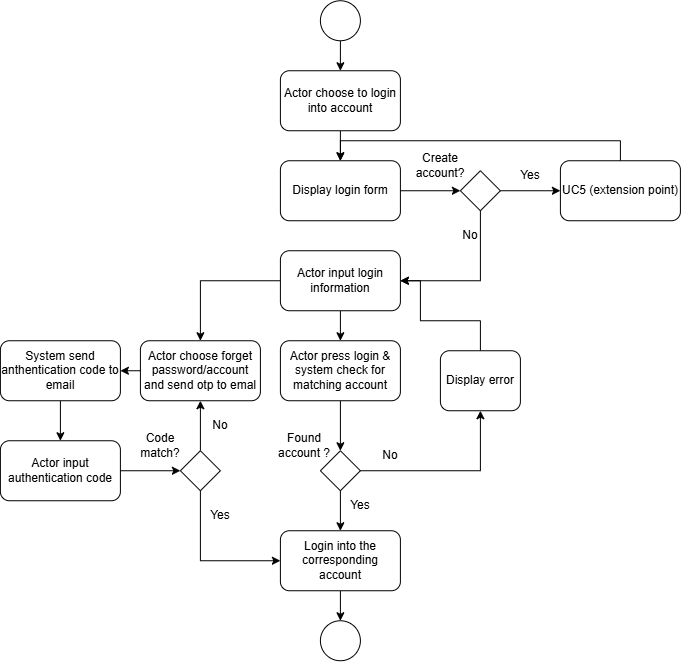 Actor choose to login
into account
Display login form
Create
account?
Yes
UC5 (extension point)
No
Actor input login
information
System send
anthentication code to
email
Actor choose forget
password/account
and send otp to emal
Actor press login &
system check for
matching account
Display error
No
Code
match?
Found
account ?
No
Actor input
authentication code
Yes
Yes
Login into the
corresponding
account